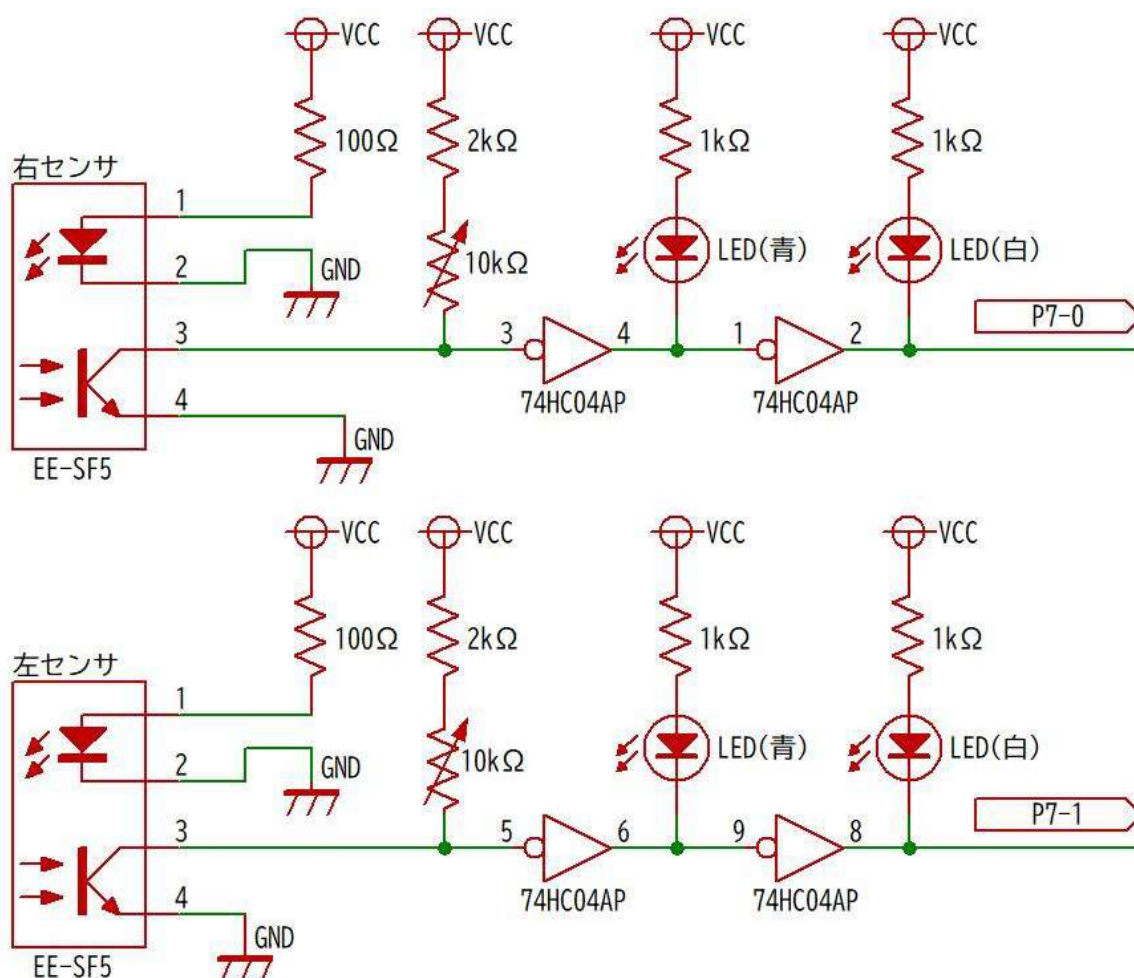 VCC
VCC
VCC
VCC
100Ω
2kΩ
1kΩ
1kΩ
右センサ
1
2
GND
10kΩ
LED(青)
LED(白)
P7-0
3
3
4
1
2
4
74HC04AP
74HC04AP
GND
EE-SF5
VCC
VCC
VCC
VCC
100Ω
2kΩ
1kΩ
1kΩ
左センサ
1
2
GND
10kΩ
LED(青)
LED(白)
P7-1
3
5
6
9
8
4
74HC04AP
74HC04AP
GND
EE-SF5